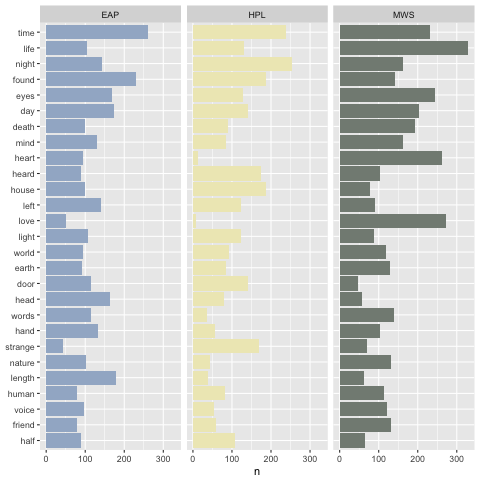 EAP HPL MWS
time
life
night
found
eyes
day
death
mind
heart
heard
house
left
love
light
world
earth
door
head
words
hand
strange
nature
length
human
voice
friend
half
0 100 200 300 0 100 200 300 0 100 200 300
n